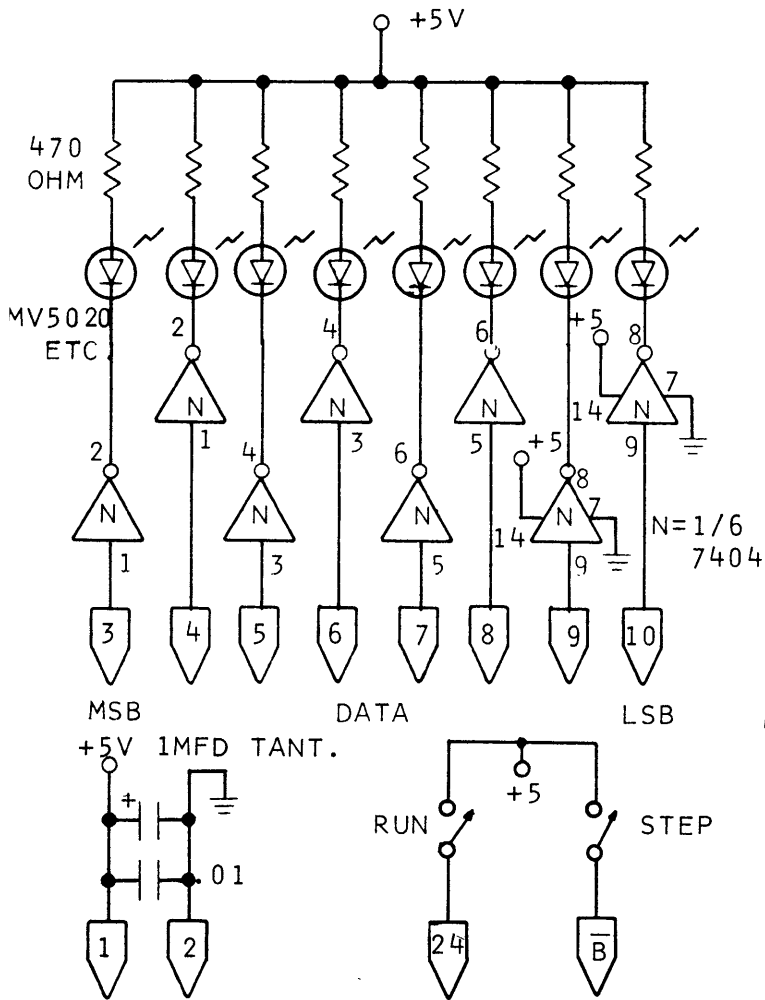 +5V
470
OHM
MV5020
ETC.
2
4
6
+5
8
N
N
N
14
N
7
1
3
5
9
2
4
6
+5
8
N
N
N
14
N
7
1
3
5
9
N=1/6
7404
3
4
5
6
7
8
9
10
MSB
DATA
LSB
+5V 1MFD TANT.
+
+5
RUN
STEP
.01
1
2
24
B̅